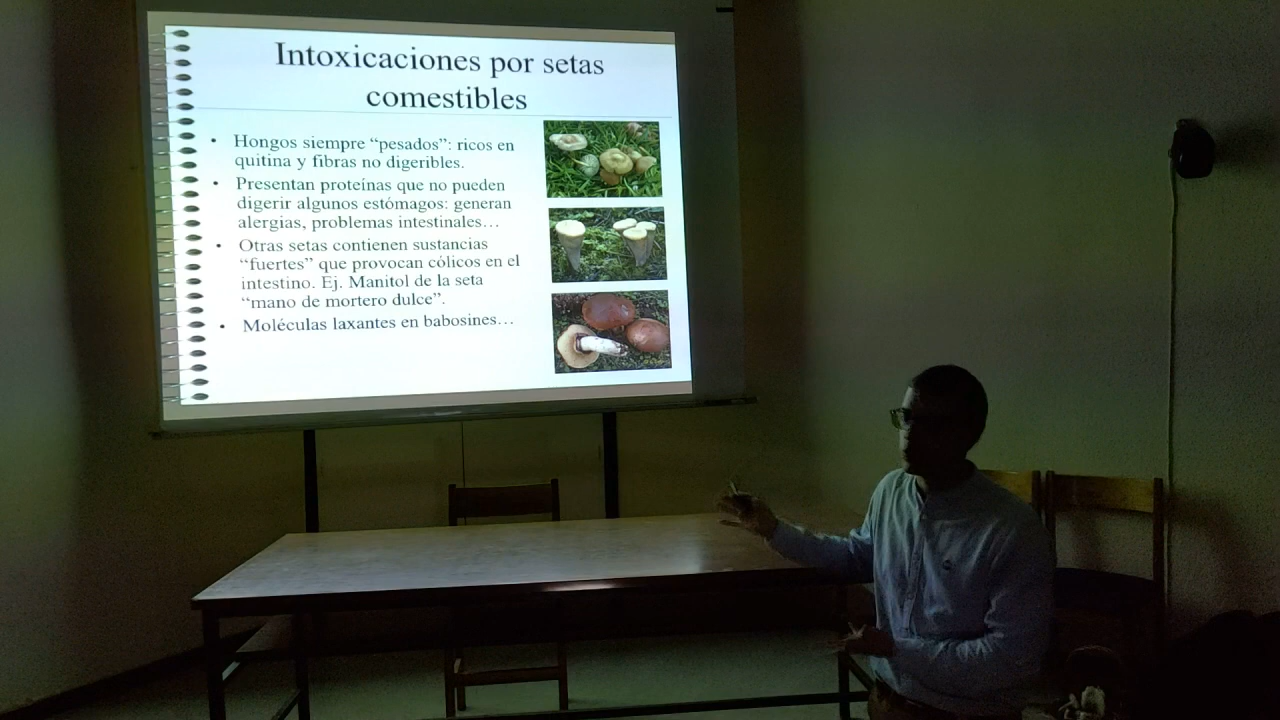 Intoxicaciones por setas
comestibles
• Hongos siempre “pesados”: ricos en
quitina y fibras no digeribles.
• Presentan proteínas que no pueden
digerir algunos estómagos: generan
alergias, problemas intestinales…
• Otras setas contienen sustancias
“fuertes” que provocan cólicos en el
intestino. Ej. Manitol de la seta
“mano de mortero dulce”.
• Moléculas laxantes en babosines…